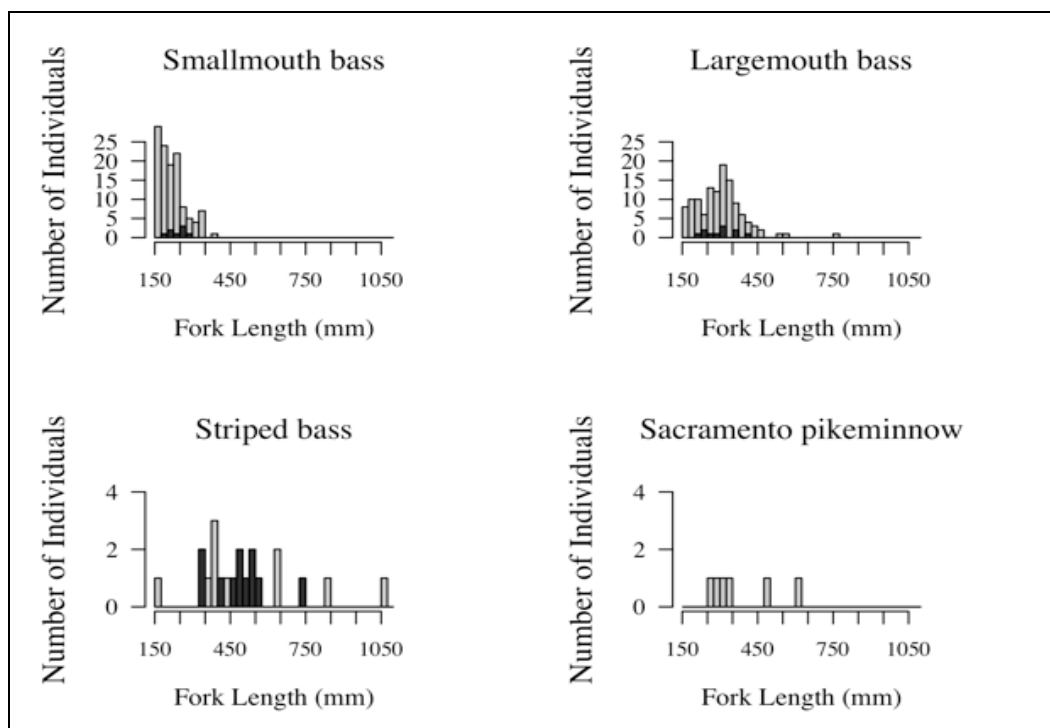 Smallmouth bass
Number of Individuals
25
20
15
10
5
0
150 450 750 1050
Fork Length (mm)
Largemouth bass
Number of Individuals
25
20
15
10
5
0
150 450 750 1050
Fork Length (mm)
Striped bass
Number of Individuals
4
2
0
150 450 750 1050
Fork Length (mm)
Sacramento pikeminnow
Number of Individuals
4
2
0
150 450 750 1050
Fork Length (mm)